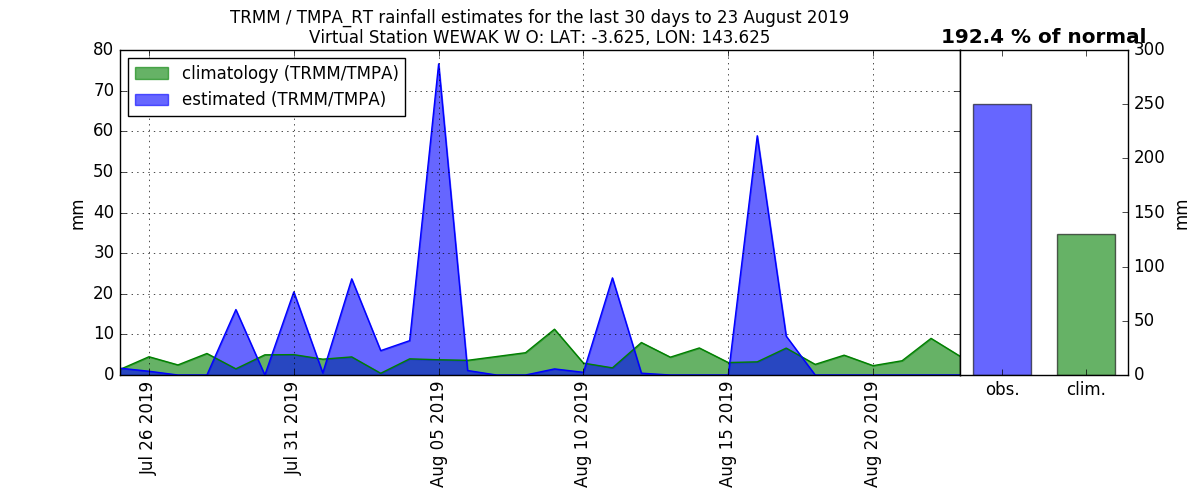 TRMM / TMPA_RT rainfall estimates for the last 30 days to 23 August 2019
Virtual Station WEWAK W O: LAT: -3.625, LON: 143.625
192.4 % of normal
climatology (TRMM/TMPA)
estimated (TRMM/TMPA)
mm
80
70
60
50
40
30
20
10
0
Jul 26 2019
Jul 31 2019
Aug 05 2019
Aug 10 2019
Aug 15 2019
Aug 20 2019
300
250
200
150
100
50
0
mm
obs.
clim.